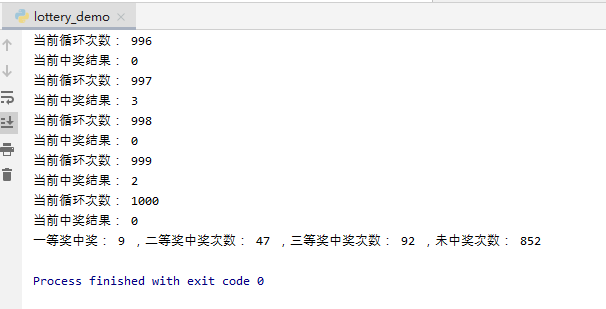 lottery_demo
当前循环次数： 996
当前中奖结果： 0
当前循环次数： 997
当前中奖结果： 3
当前循环次数： 998
当前中奖结果： 0
当前循环次数： 999
当前中奖结果： 2
当前循环次数： 1000
当前中奖结果： 0
一等奖中奖： 9 ，二等奖中奖次数： 47 ，三等奖中奖次数： 92 ，未中奖次数： 852
Process finished with exit code 0